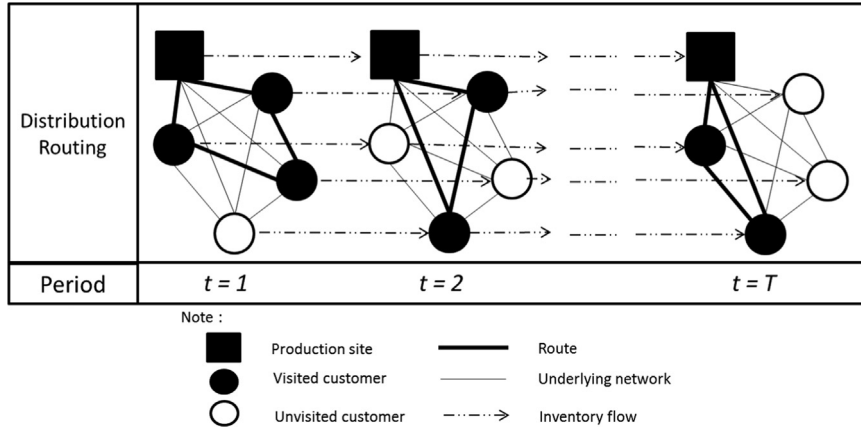 Distribution
Routing
Period
t = 1
t = 2
t = T
Note :
Production site
Route
Visited customer
Underlying network
Unvisited customer
Inventory flow